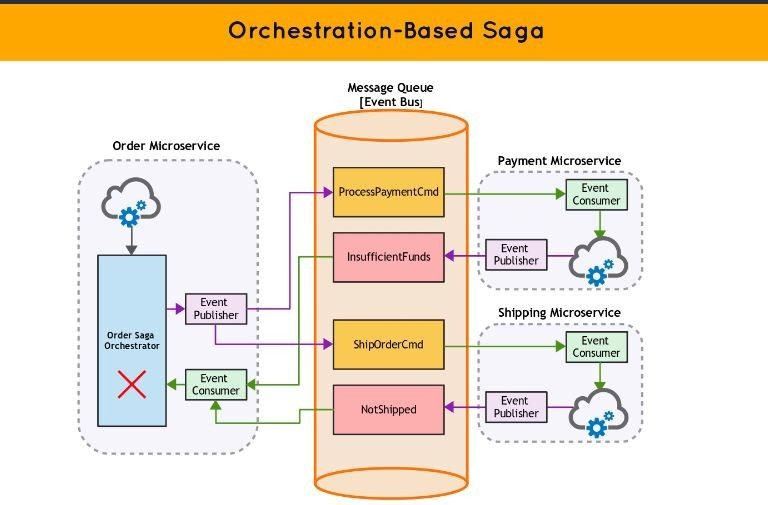 Orchestration-Based Saga
Message Queue
[Event Bus]
Order Microservice
Payment Microservice
ProcessPaymentCmd
Event
Consumer
InsufficientFunds
Event
Publisher
Event
Publisher
Shipping Microservice
Order Saga
Orchestrator
ShipOrderCmd
Event
Consumer
Event
Consumer
NotShipped
Event
Publisher